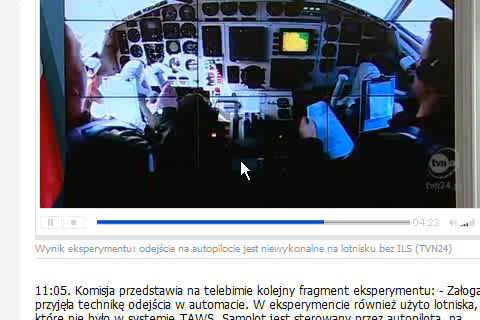 tvn24
tvn24.pl
04:23
Wynik eksperymentu: odejście na autopilocie jest niewykonalne na lotnisku bez ILS (TVN24)
11:05. Komisja przedstawia na telebimie kolejny fragment eksperymentu: - Załoga
przyjęła technikę odejścia w automacie. W eksperymencie również użyto lotniska,
które nie było w systemie TAWS. Samolot jest sterowany przez autopilota, na